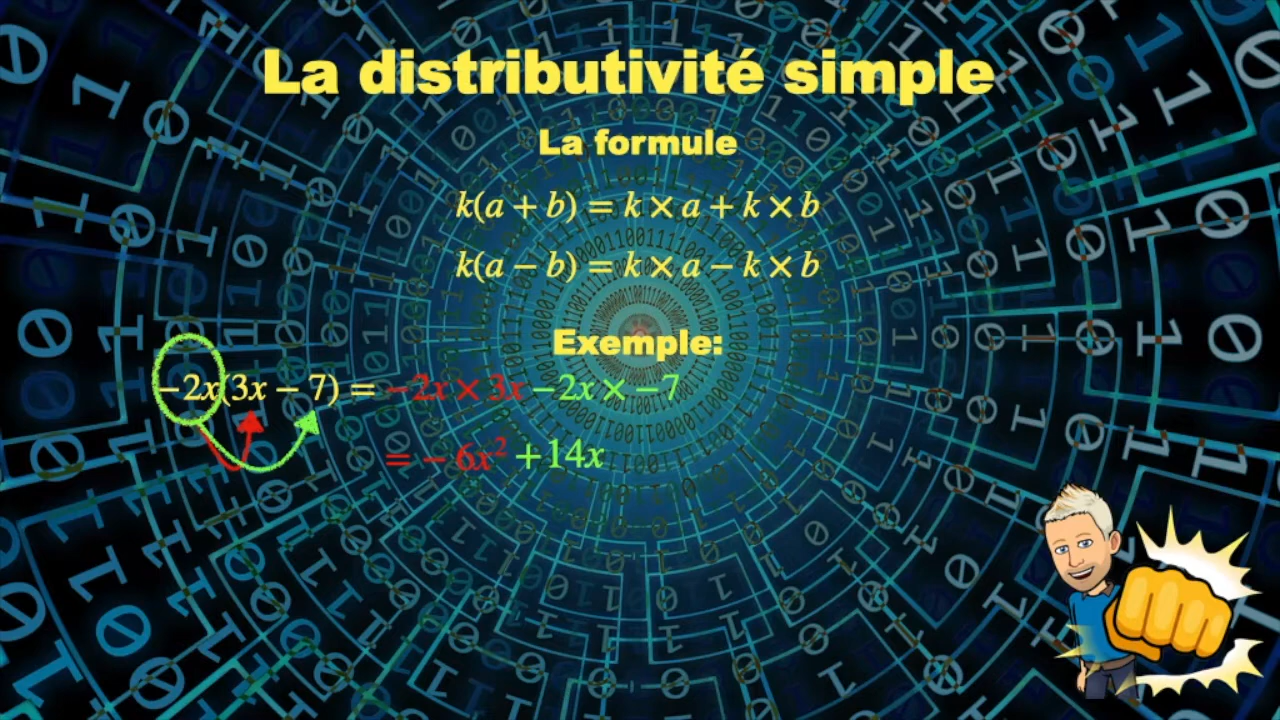 La distributivité simple
La formule
k(a + b) = k × a + k × b
k(a − b) = k × a − k × b
Exemple:
−2x(3x − 7) = −2x × 3x −2x × −7
= − 6x² +14x